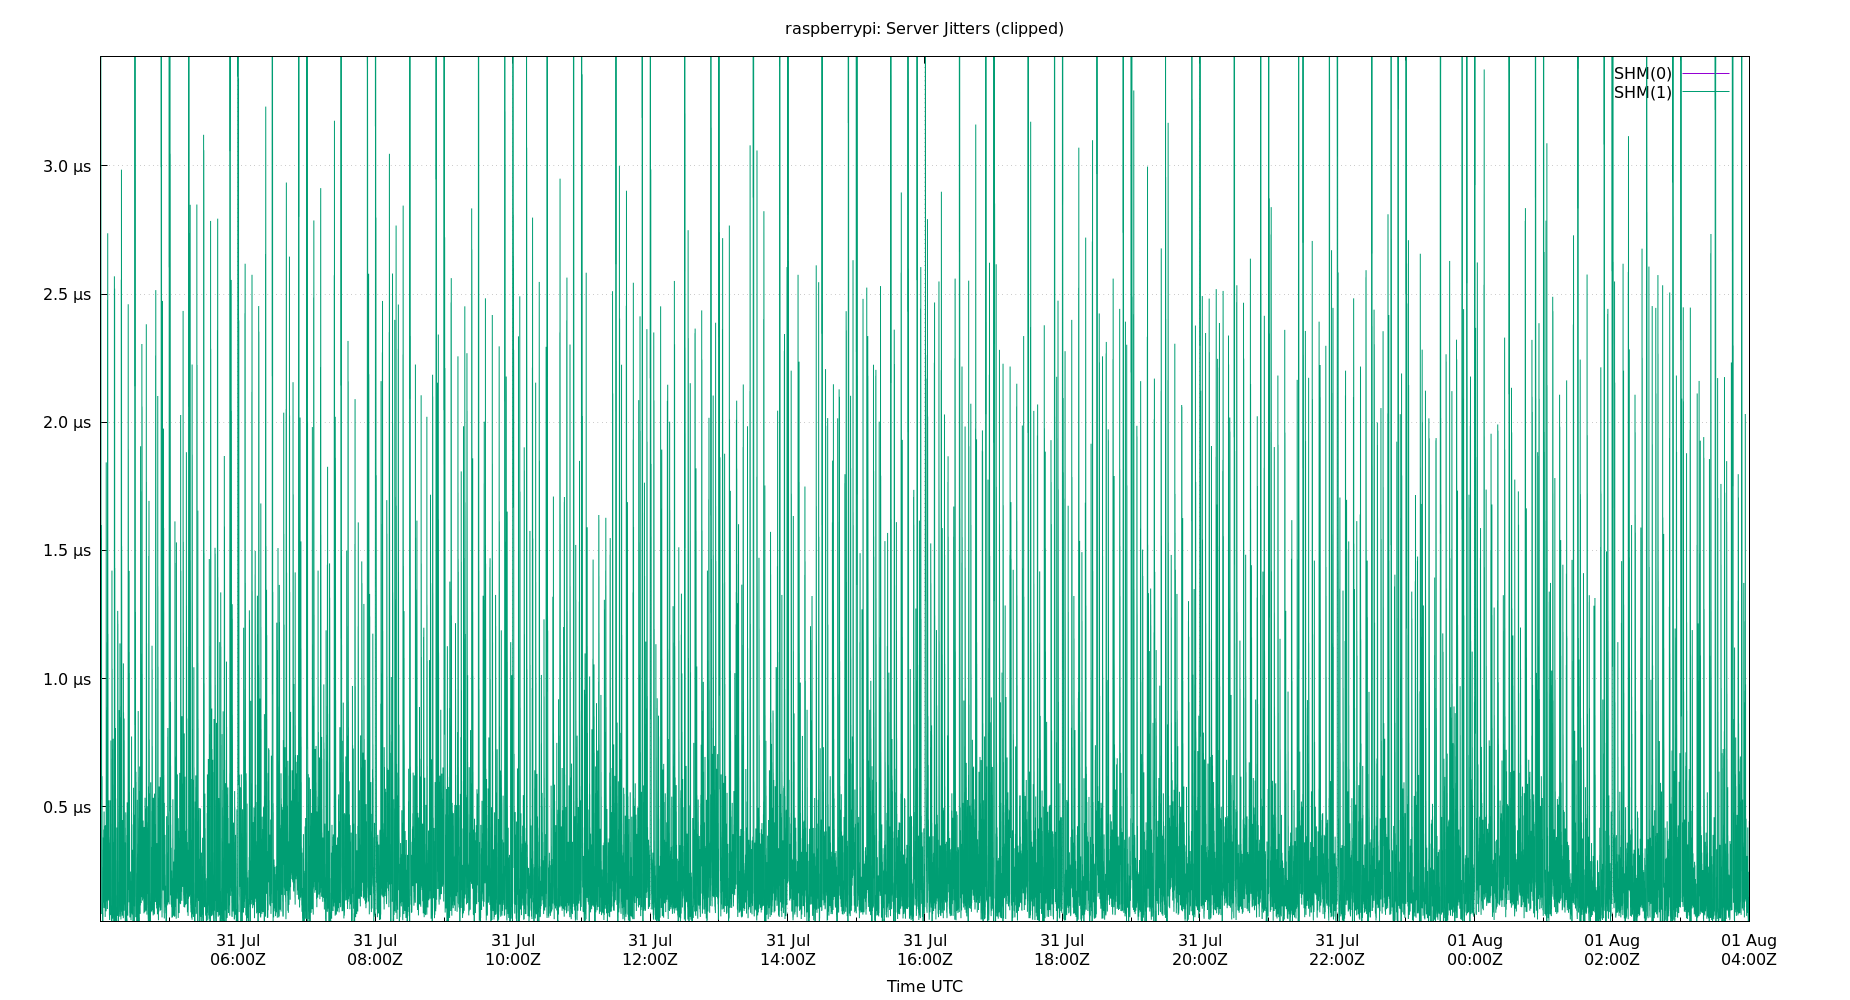 raspberrypi: Server Jitters (clipped)
SHM(0)
SHM(1)
3.0 µs
2.5 µs
2.0 µs
1.5 µs
1.0 µs
0.5 µs
31 Jul 31 Jul 31 Jul 31 Jul 31 Jul 31 Jul 31 Jul 31 Jul 31 Jul 01 Aug 01 Aug 01 Aug
06:00Z 08:00Z 10:00Z 12:00Z 14:00Z 16:00Z 18:00Z 20:00Z 22:00Z 00:00Z 02:00Z 04:00Z
Time UTC